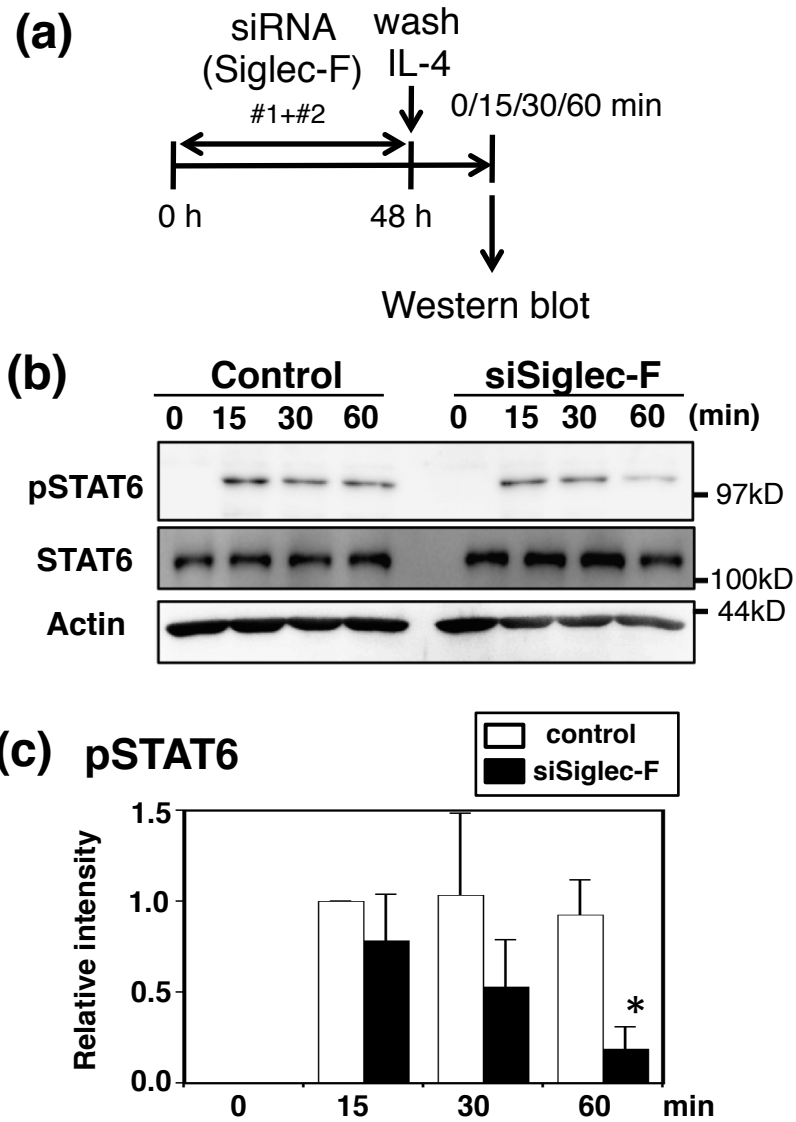 (a)
siRNA
(Siglec-F)
#1+#2
wash
IL-4
0/15/30/60 min
0 h
48 h
Western blot
(b)
Control
siSiglec-F
0 15 30 60
0 15 30 60 (min)
pSTAT6
97kD
STAT6
100kD
Actin
44kD
(c) pSTAT6
control
siSiglec-F
Relative intensity
1.5
1.0
0.5
0.0
*
0 15 30 60 min